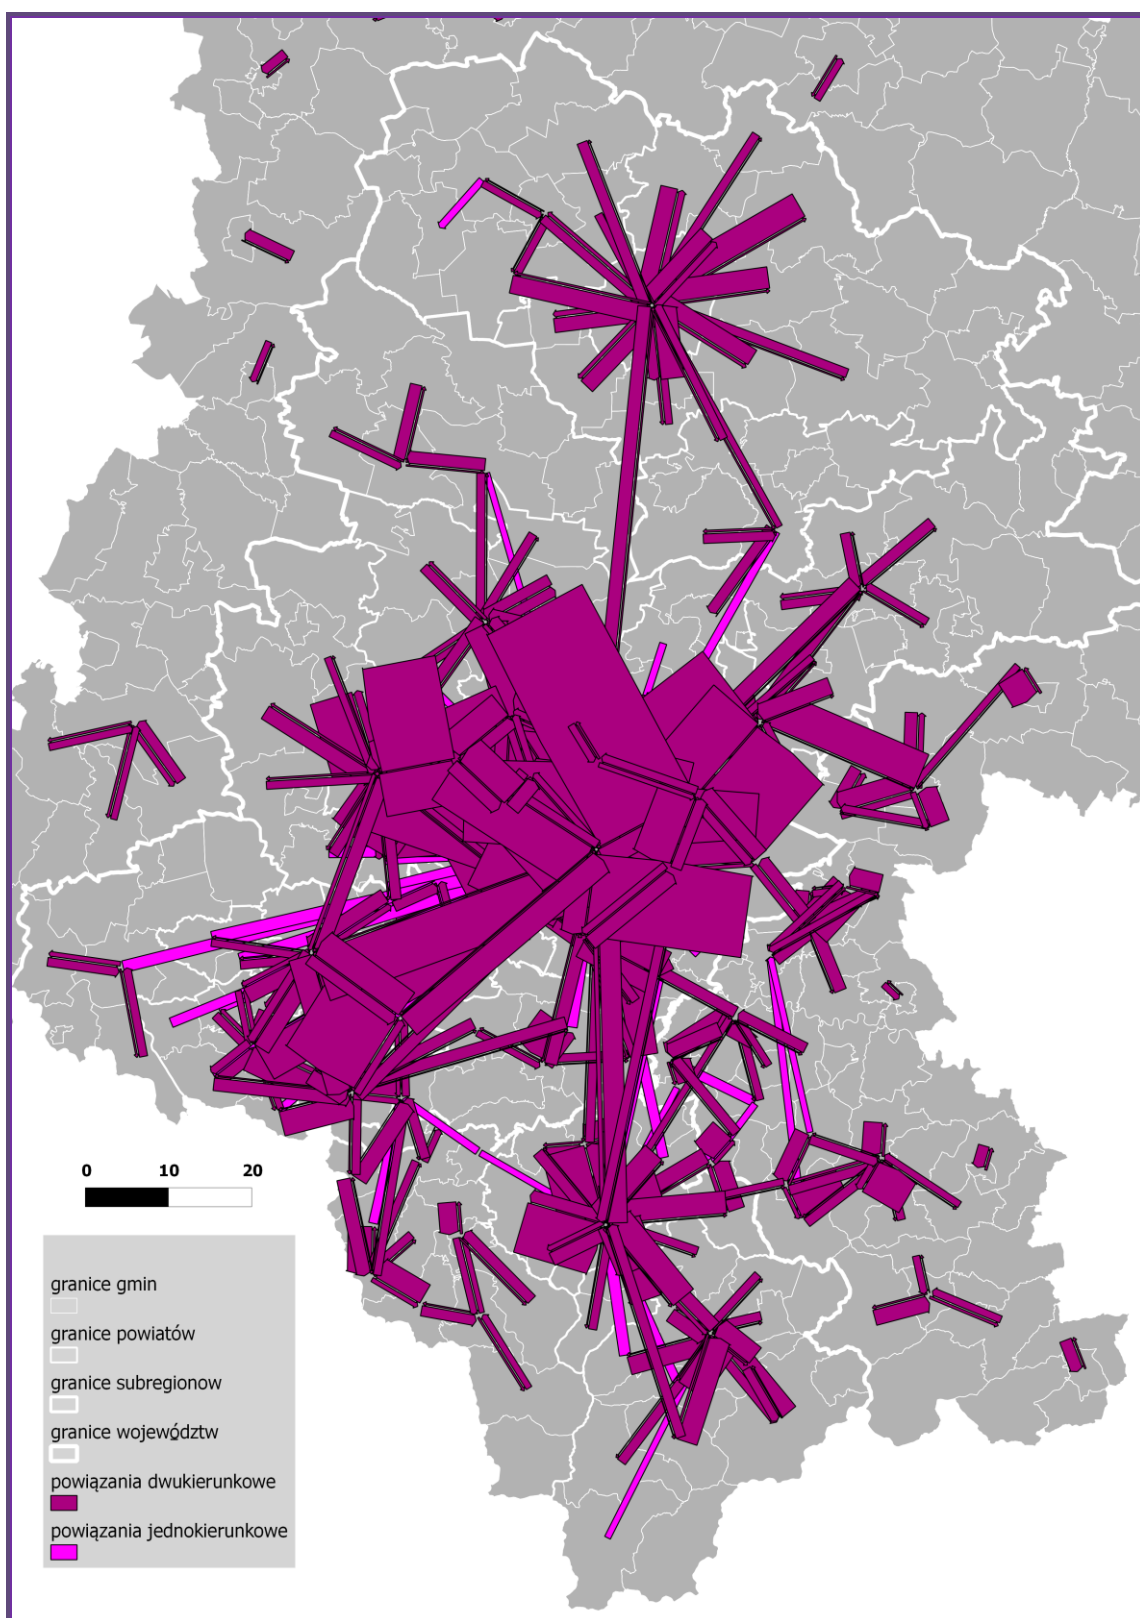 0 10 20
granice gmin
granice powiatów
granice subregionow
granice województw
powiązania dwukierunkowe
powiązania jednokierunkowe